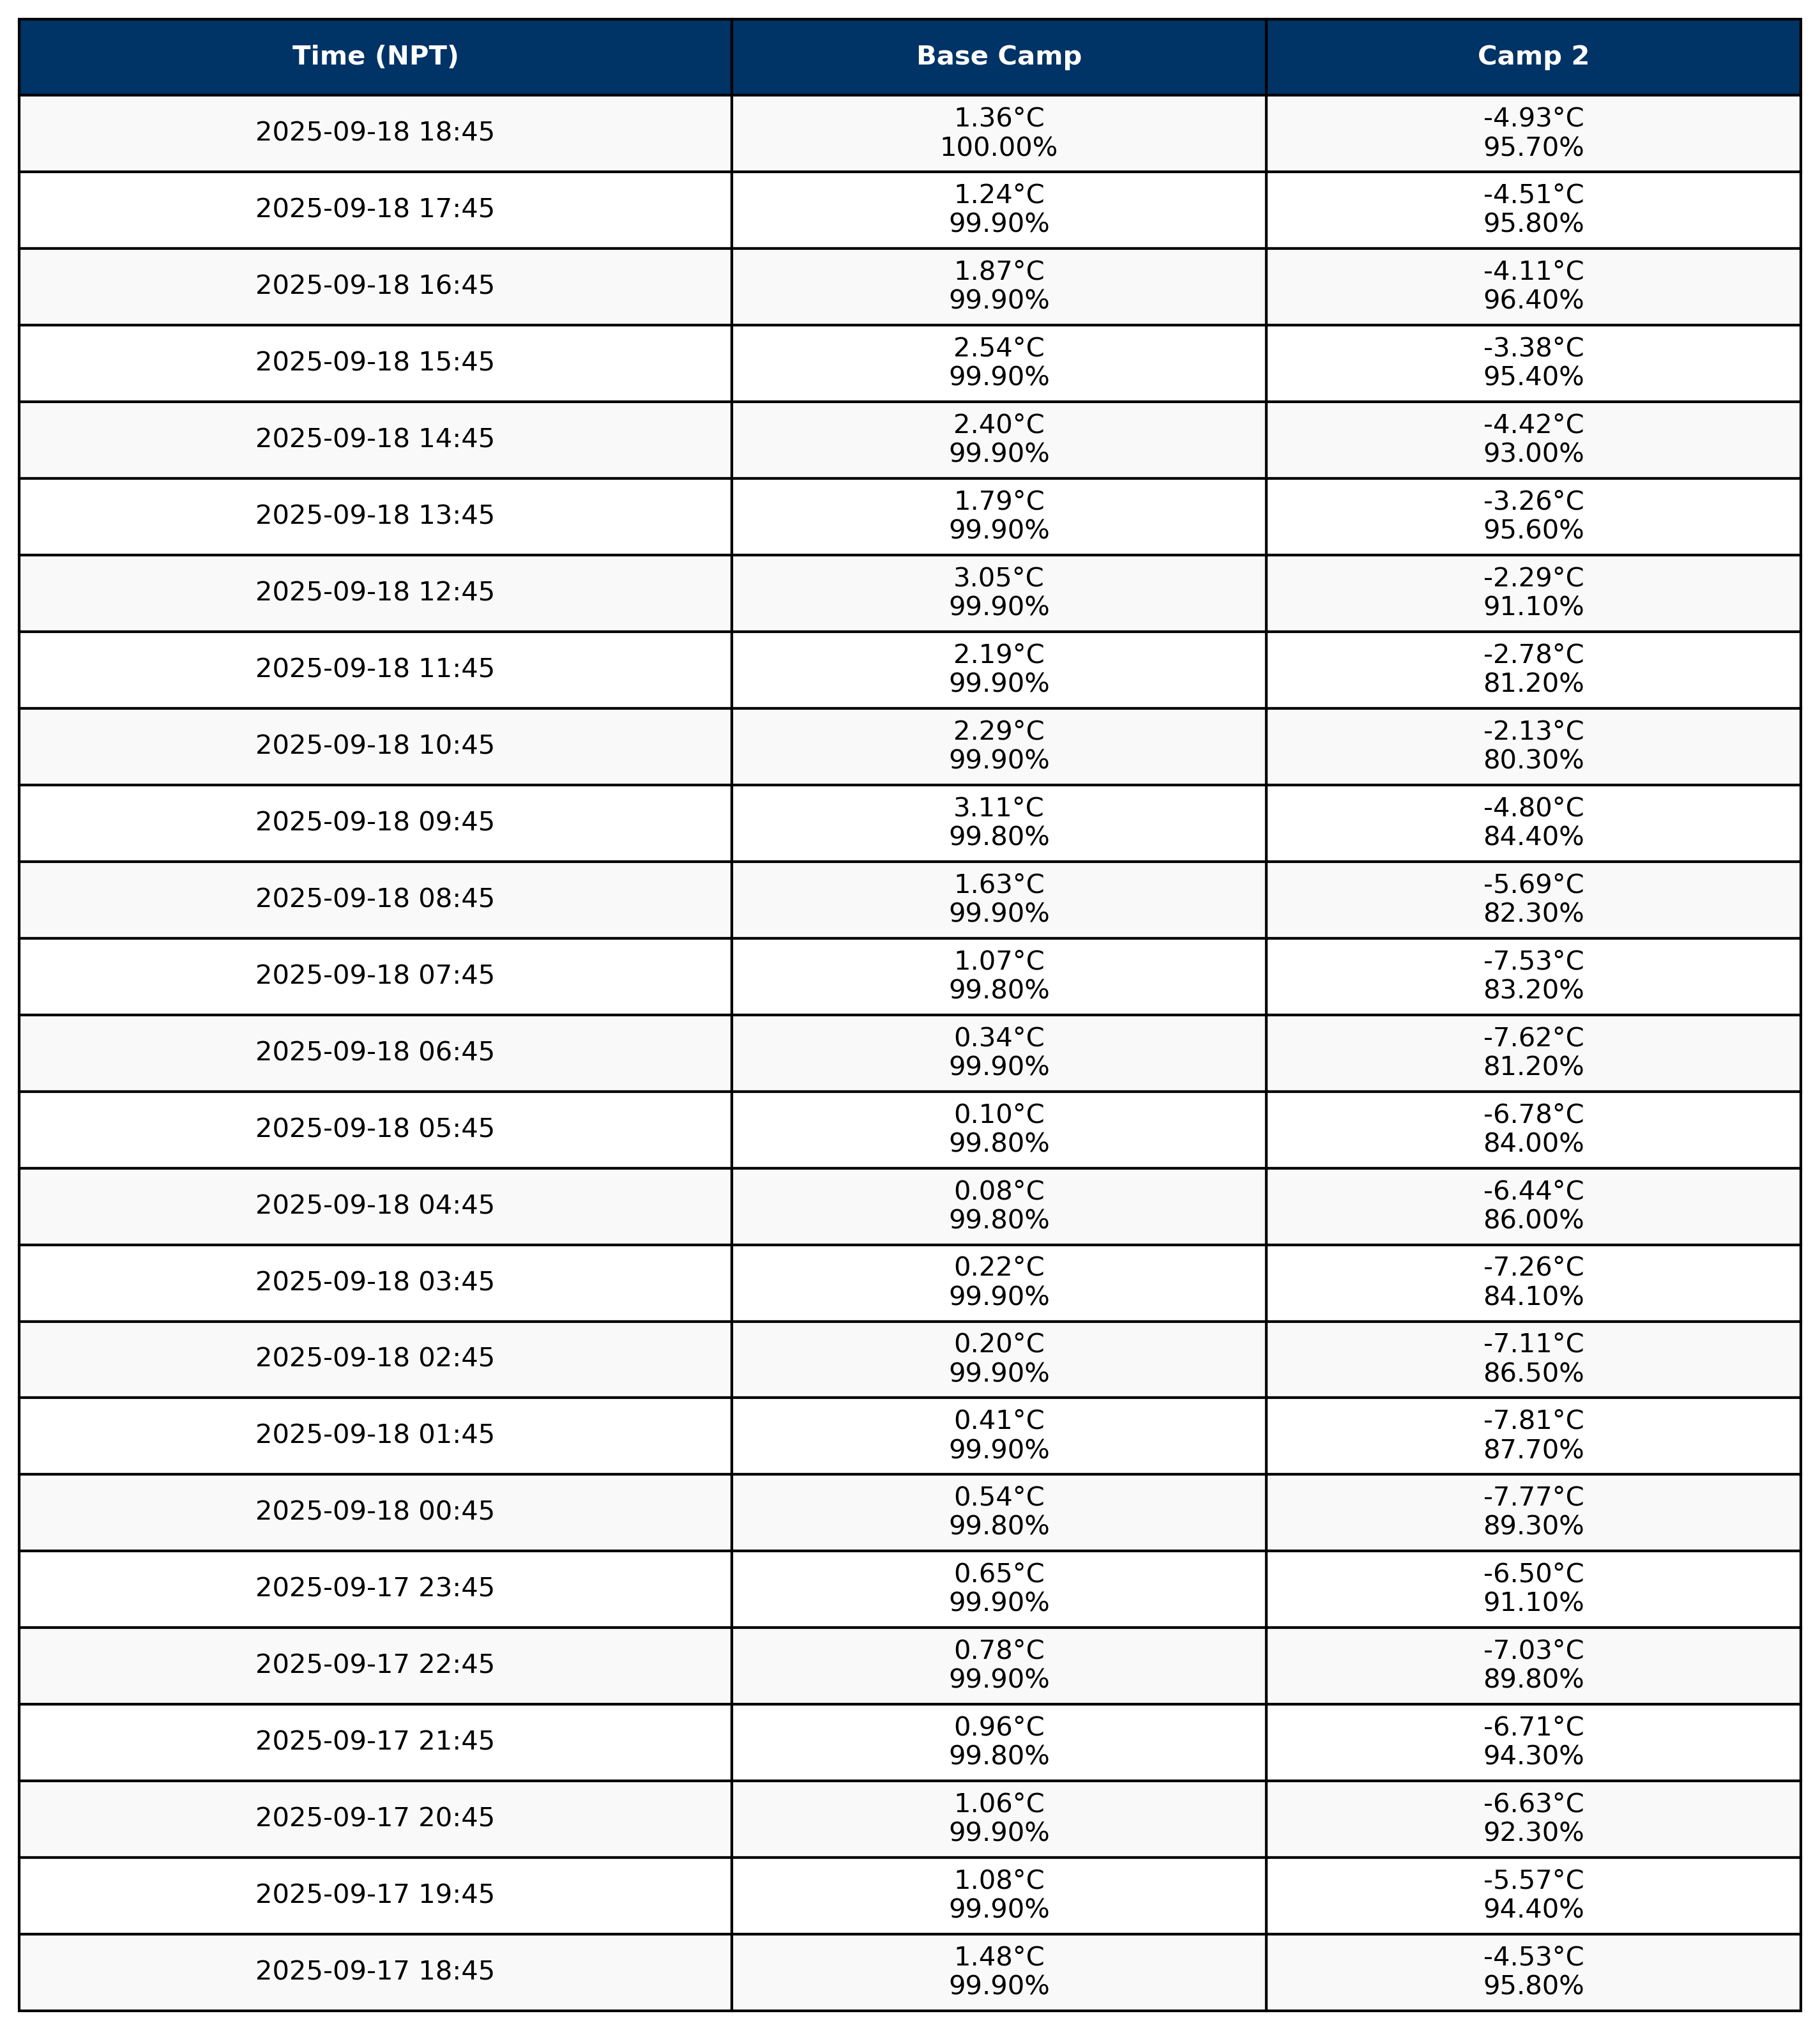 Time (NPT) Base Camp Camp 2
2025-09-18 18:45 1.36°C -4.93°C
100.00% 95.70%
2025-09-18 17:45 1.24°C -4.51°C
99.90% 95.80%
2025-09-18 16:45 1.87°C -4.11°C
99.90% 96.40%
2025-09-18 15:45 2.54°C -3.38°C
99.90% 95.40%
2025-09-18 14:45 2.40°C -4.42°C
99.90% 93.00%
2025-09-18 13:45 1.79°C -3.26°C
99.90% 95.60%
2025-09-18 12:45 3.05°C -2.29°C
99.90% 91.10%
2025-09-18 11:45 2.19°C -2.78°C
99.90% 81.20%
2025-09-18 10:45 2.29°C -2.13°C
99.90% 80.30%
2025-09-18 09:45 3.11°C -4.80°C
99.80% 84.40%
2025-09-18 08:45 1.63°C -5.69°C
99.90% 82.30%
2025-09-18 07:45 1.07°C -7.53°C
99.80% 83.20%
2025-09-18 06:45 0.34°C -7.62°C
99.90% 81.20%
2025-09-18 05:45 0.10°C -6.78°C
99.80% 84.00%
2025-09-18 04:45 0.08°C -6.44°C
99.80% 86.00%
2025-09-18 03:45 0.22°C -7.26°C
99.90% 84.10%
2025-09-18 02:45 0.20°C -7.11°C
99.90% 86.50%
2025-09-18 01:45 0.41°C -7.81°C
99.90% 87.70%
2025-09-18 00:45 0.54°C -7.77°C
99.80% 89.30%
2025-09-17 23:45 0.65°C -6.50°C
99.90% 91.10%
2025-09-17 22:45 0.78°C -7.03°C
99.90% 89.80%
2025-09-17 21:45 0.96°C -6.71°C
99.80% 94.30%
2025-09-17 20:45 1.06°C -6.63°C
99.90% 92.30%
2025-09-17 19:45 1.08°C -5.57°C
99.90% 94.40%
2025-09-17 18:45 1.48°C -4.53°C
99.90% 95.80%